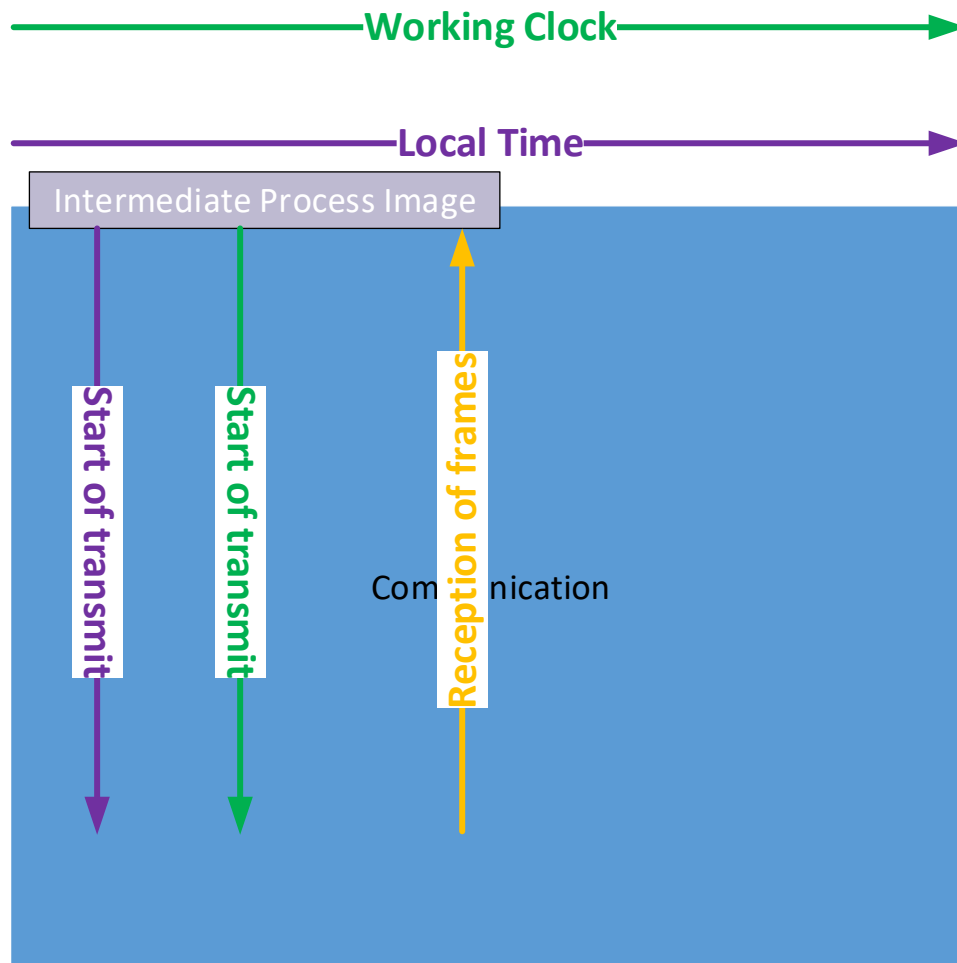 Working Clock
Local Time
Intermediate Process Image
Start of transmit
Start of transmit
Reception of frames
Com nication